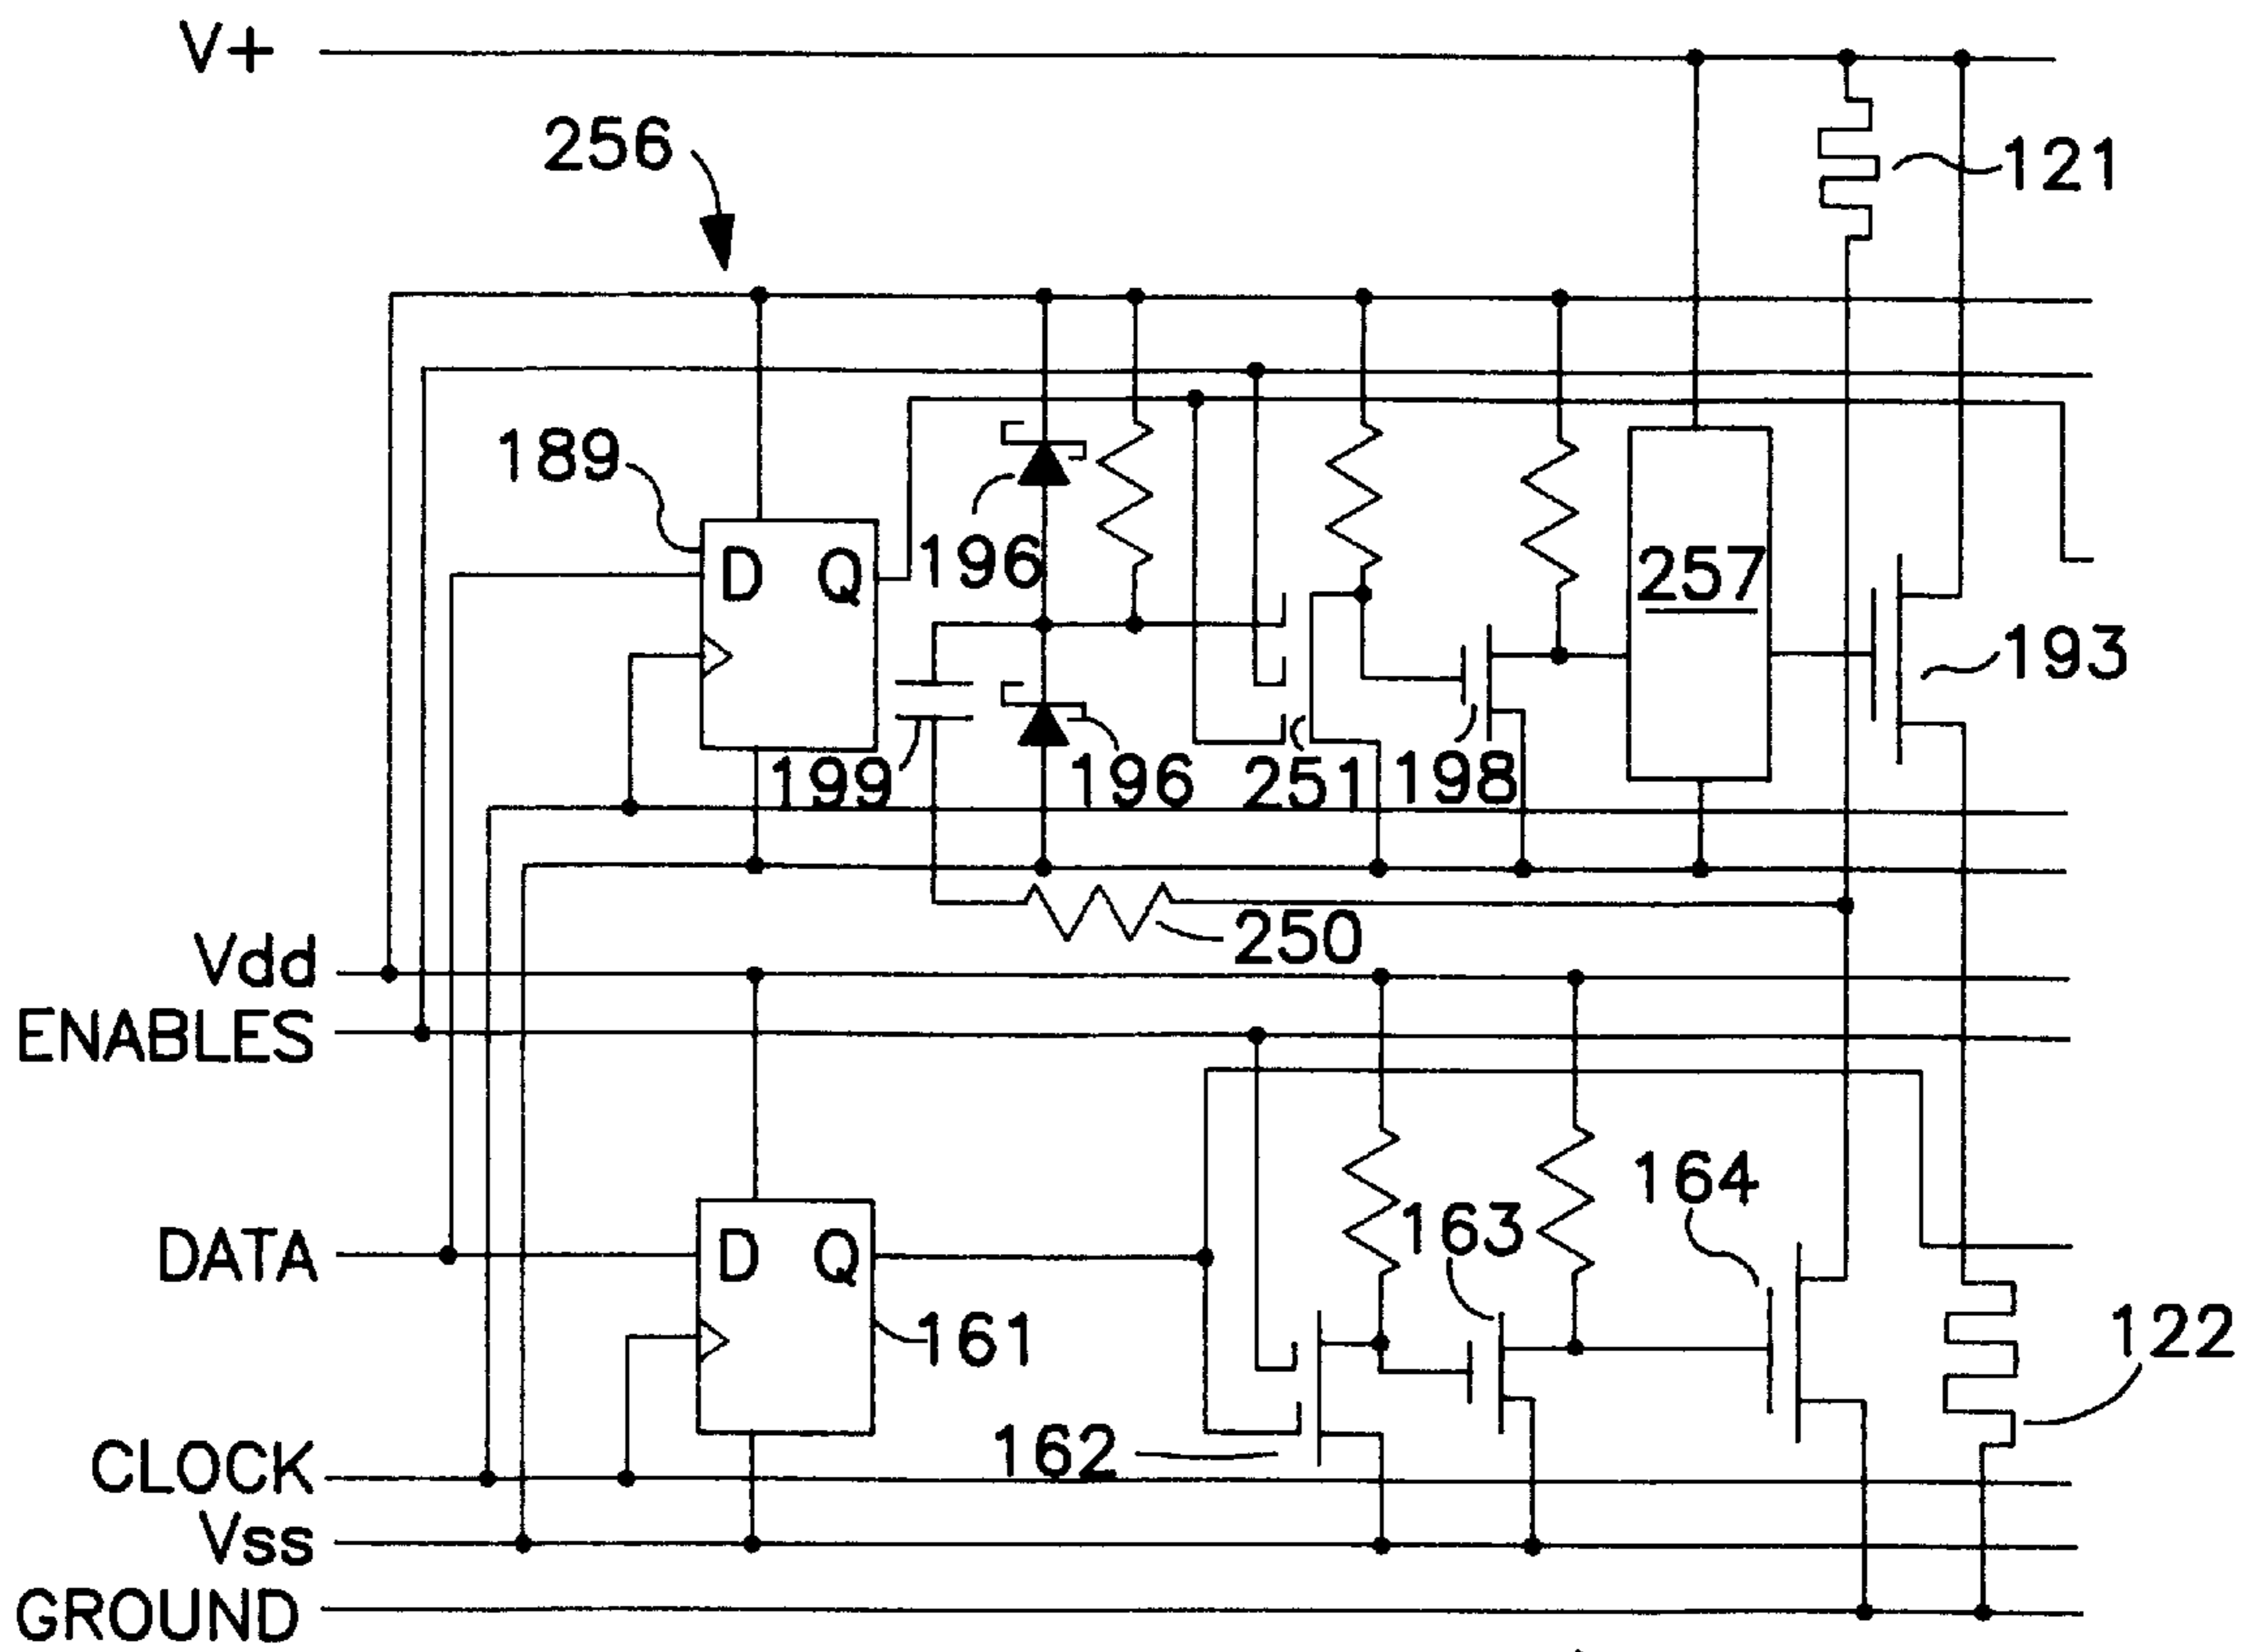 V+
256
121
189
D Q
196
257
193
199
196
251
198
250
Vdd
ENABLES
164
163
DATA
D Q
161
122
162
CLOCK
Vss
GROUND